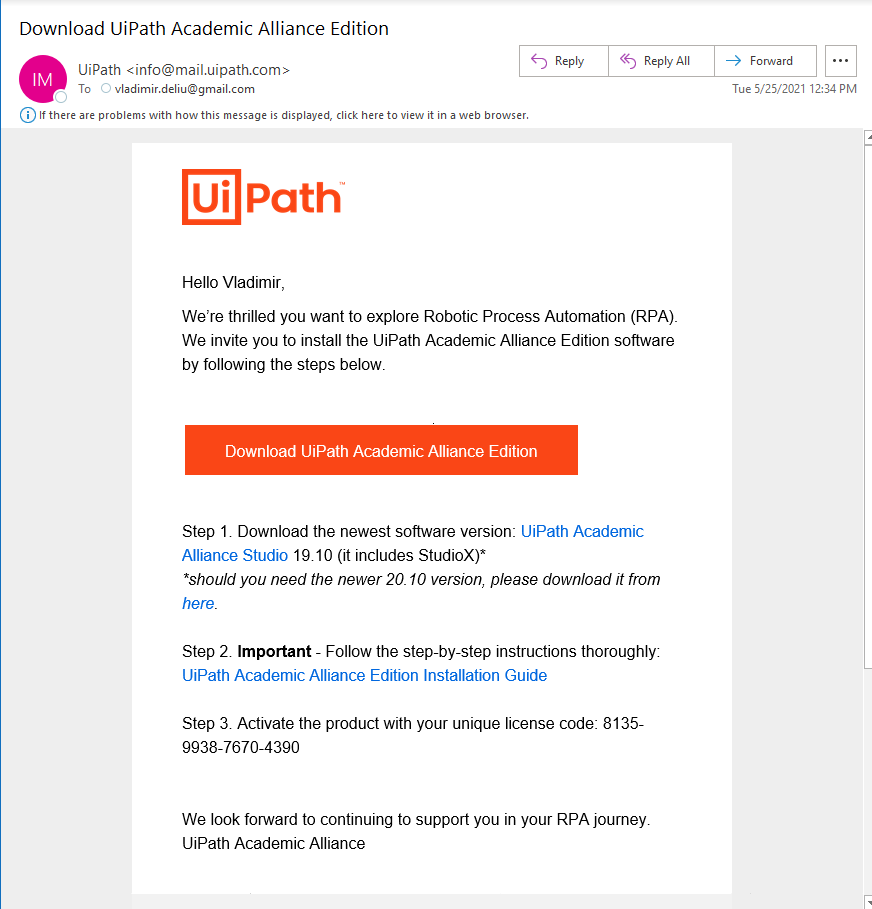 Download UiPath Academic Alliance Edition
IM
UiPath <info@mail.uipath.com>
To vladimir.deliu@gmail.com
Reply
Reply All
Forward
Tue 5/25/2021 12:34 PM
If there are problems with how this message is displayed, click here to view it in a web browser.
UiPath™
Hello Vladimir,
We're thrilled you want to explore Robotic Process Automation (RPA).
We invite you to install the UiPath Academic Alliance Edition software
by following the steps below.
Download UiPath Academic Alliance Edition
Step 1. Download the newest software version: UiPath Academic
Alliance Studio 19.10 (it includes StudioX)*
*should you need the newer 20.10 version, please download it from
here.
Step 2. Important - Follow the step-by-step instructions thoroughly:
UiPath Academic Alliance Edition Installation Guide
Step 3. Activate the product with your unique license code: 8135-
9938-7670-4390
We look forward to continuing to support you in your RPA journey.
UiPath Academic Alliance